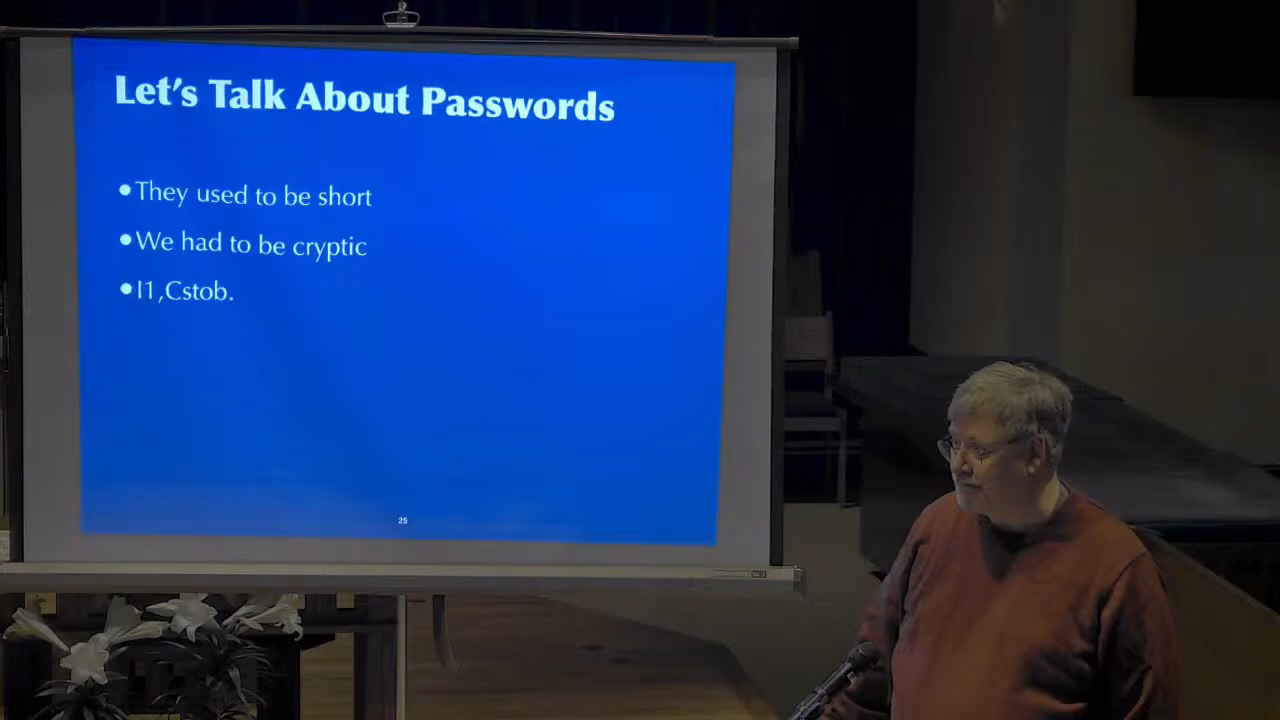 Let's Talk About Passwords
•They used to be short
•We had to be cryptic
•I1,Cstob.
25